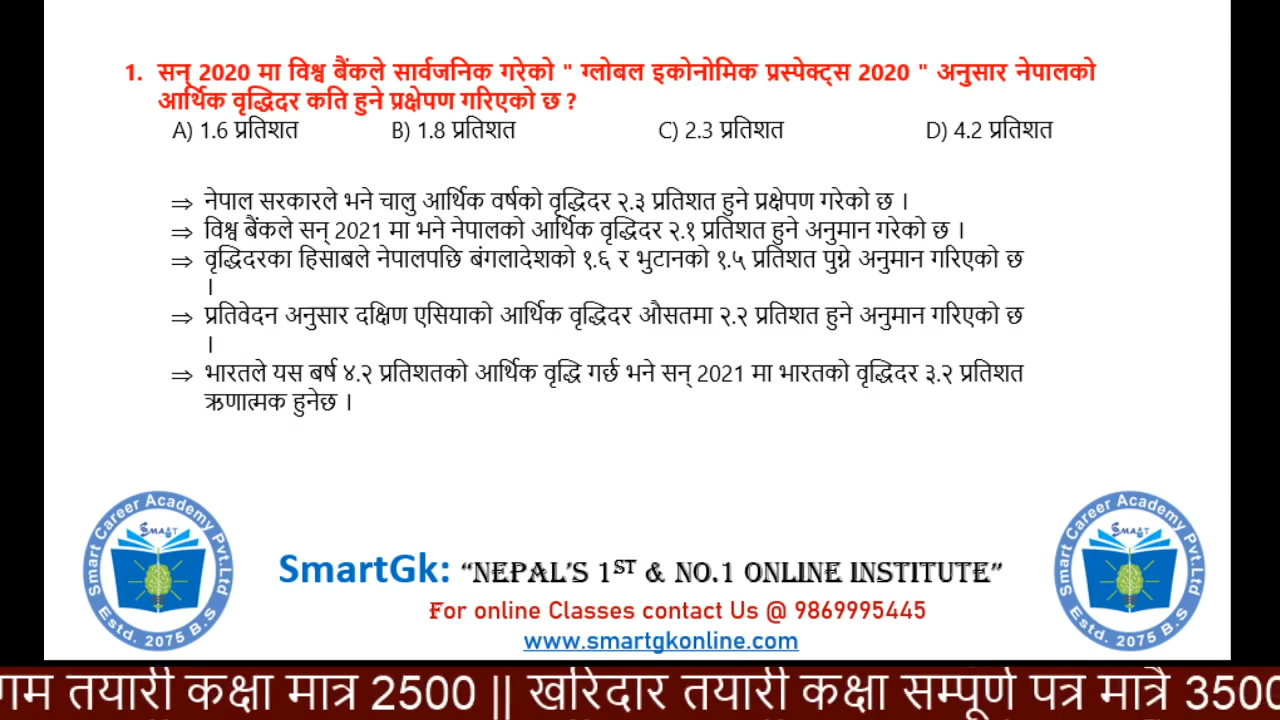 1. सन् 2020 मा विश्व बैंकले सार्वजनिक गरेको " ग्लोबल इकोनोमिक प्रस्पेक्ट्स 2020 " अनुसार नेपालको
आर्थिक वृद्धिदर कति हुने प्रक्षेपण गरिएको छ ?
A) 1.6 प्रतिशत B) 1.8 प्रतिशत C) 2.3 प्रतिशत D) 4.2 प्रतिशत
⇒ नेपाल सरकारले भने चालु आर्थिक वर्षको वृद्धिदर २.३ प्रतिशत हुने प्रक्षेपण गरेको छ ।
⇒ विश्व बैंकले सन् 2021 मा भने नेपालको आर्थिक वृद्धिदर २.१ प्रतिशत हुने अनुमान गरेको छ ।
⇒ वृद्धिदरका हिसाबले नेपालपछि बंगलादेशको १.६ र भुटानको १.५ प्रतिशत पुग्ने अनुमान गरिएको छ
।
⇒ प्रतिवेदन अनुसार दक्षिण एसियाको आर्थिक वृद्धिदर औसतमा २.२ प्रतिशत हुने अनुमान गरिएको छ
।
⇒ भारतले यस बर्ष ४.२ प्रतिशतको आर्थिक वृद्धि गर्छ भने सन् 2021 मा भारतको वृद्धिदर ३.२ प्रतिशत
ऋणात्मक हुनेछ ।
Smart Career Academy Pvt.Ltd
SMART
Estd. 2075 B.S
SmartGk: “NEPAL’S 1ST & NO.1 ONLINE INSTITUTE”
For online Classes contact Us @ 9869995445
www.smartgkonline.com
Smart Career Academy Pvt.Ltd
SMART
Estd. 2075 B.S
गम तयारी कक्षा मात्र 2500 || खरिदार तयारी कक्षा सम्पूर्ण पत्र मात्रै 3500